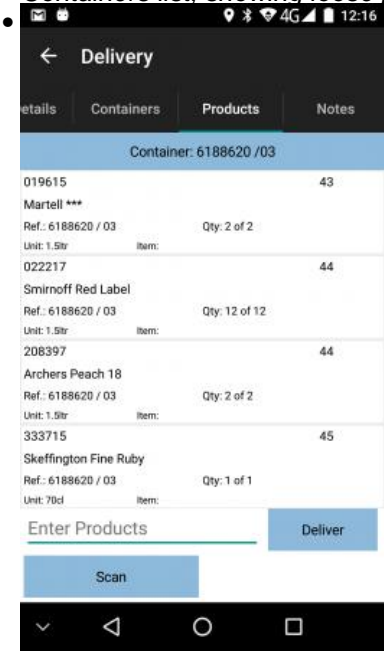 4G 12:16
Delivery
etails Containers Products Notes
Container: 6188620 /03
019615 43
Martell ***
Ref.: 6188620 / 03 Qty: 2 of 2
Unit: 1.5ltr Item:
022217 44
Smirnoff Red Label
Ref.: 6188620 / 03 Qty: 12 of 12
Unit: 1.5ltr Item:
208397 44
Archers Peach 18
Ref.: 6188620 / 03 Qty: 2 of 2
Unit: 1.5ltr Item:
333715 45
Skeffington Fine Ruby
Ref.: 6188620 / 03 Qty: 1 of 1
Unit: 70cl Item:
Enter Products Deliver
Scan